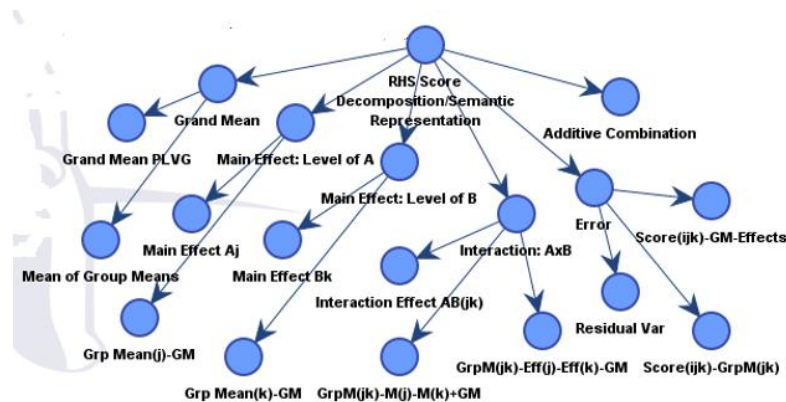 RHS Score
Decomposition/Semantic
Representation
Grand Mean
Additive Combination
Grand Mean PLVG
Main Effect: Level of A
Main Effect: Level of B
Error
Score(ijk)-GM-Effects
Main Effect Aj
Interaction: AxB
Mean of Group Means
Main Effect Bk
Interaction Effect AB(jk)
Residual Var
Grp Mean(j)-GM
GrpM(jk)-Eff(j)-Eff(k)-GM
Score(ijk)-GrpM(jk)
Grp Mean(k)-GM
GrpM(jk)-M(j)-M(k)+GM